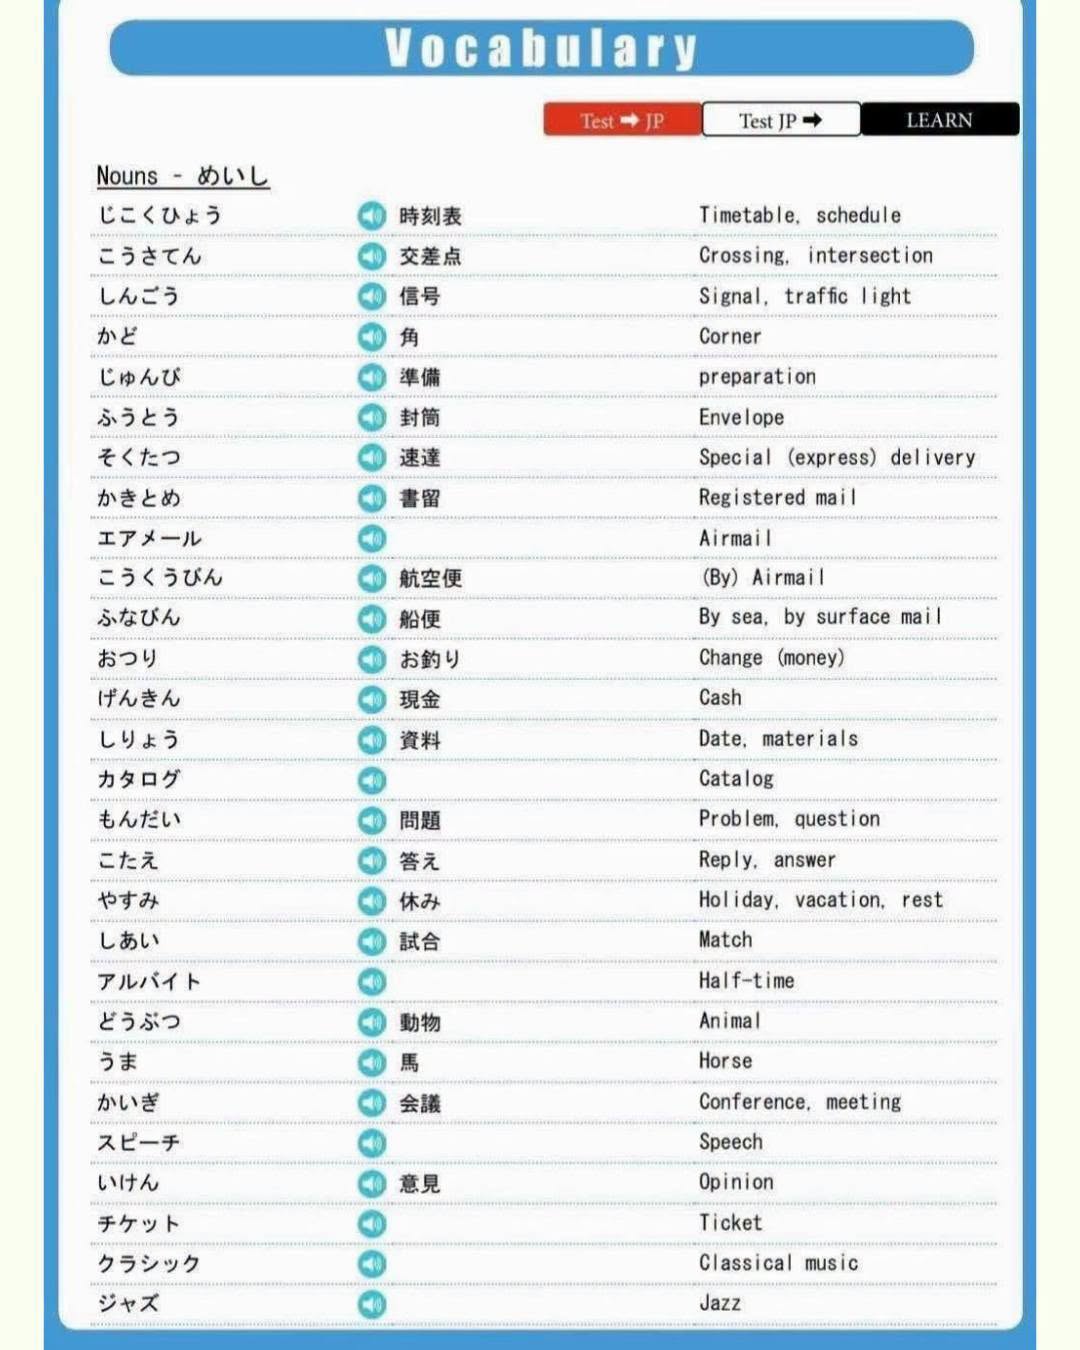 Vocabulary
Test ➡ JP Test JP ➡ LEARN
Nouns - めいし
じこくひょう 時刻表 Timetable, schedule
こうさてん 交差点 Crossing, intersection
しんごう 信号 Signal, traffic light
かど 角 Corner
じゅんび 準備 preparation
ふうとう 封筒 Envelope
そくたつ 速達 Special (express) delivery
かきとめ 書留 Registered mail
エアメール Airmail
こうくうびん 航空便 (By) Airmail
ふなびん 船便 By sea, by surface mail
おつり お釣り Change (money)
げんきん 現金 Cash
しりょう 資料 Date, materials
カタログ Catalog
もんだい 問題 Problem, question
こたえ 答え Reply, answer
やすみ 休み Holiday, vacation, rest
しあい 試合 Match
アルバイト Half-time
どうぶつ 動物 Animal
うま 馬 Horse
かいぎ 会議 Conference, meeting
スピーチ Speech
いけん 意見 Opinion
チケット Ticket
クラシック Classical music
ジャズ Jazz